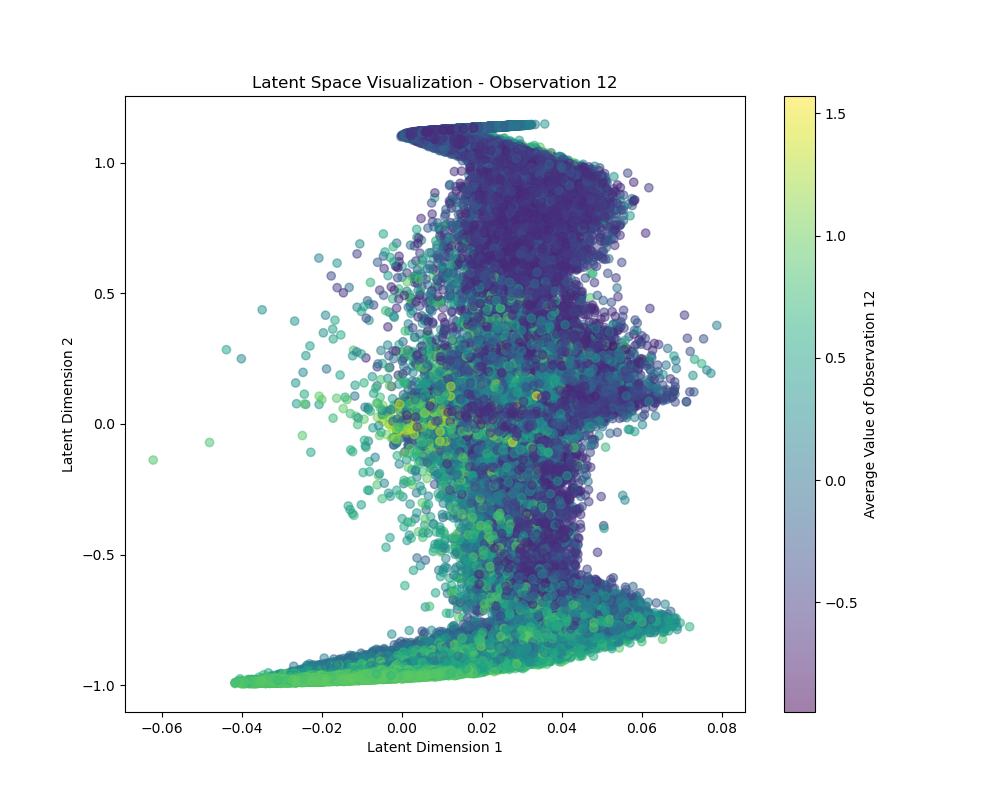 Latent Space Visualization - Observation 12
1.5
1.0
1.0
0.5
0.5
Average Value of Observation 12
Latent Dimension 2
0.0
0.0
−0.5
−0.5
−1.0
−0.06 −0.04 −0.02 0.00 0.02 0.04 0.06 0.08
Latent Dimension 1